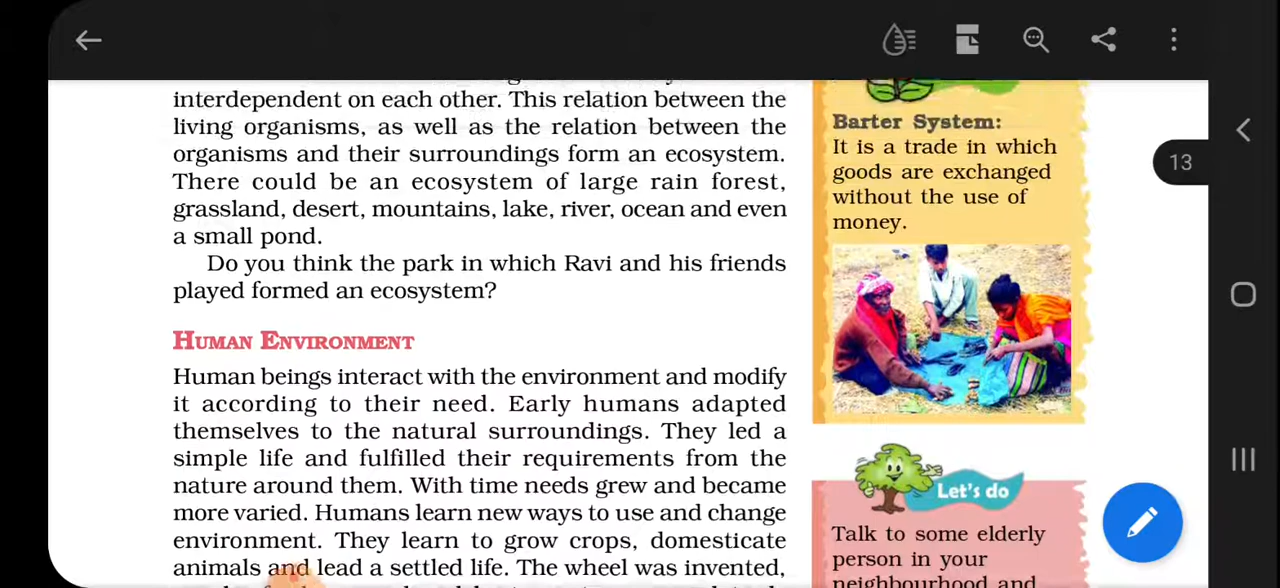 interdependent on each other. This relation between the
living organisms, as well as the relation between the
organisms and their surroundings form an ecosystem.
There could be an ecosystem of large rain forest,
grassland, desert, mountains, lake, river, ocean and even
a small pond.
Do you think the park in which Ravi and his friends
played formed an ecosystem?
HUMAN ENVIRONMENT
Human beings interact with the environment and modify
it according to their need. Early humans adapted
themselves to the natural surroundings. They led a
simple life and fulfilled their requirements from the
nature around them. With time needs grew and became
more varied. Humans learn new ways to use and change
environment. They learn to grow crops, domesticate
animals and lead a settled life. The wheel was invented,
Barter System:
It is a trade in which
goods are exchanged
without the use of
money.
13
Let's do
Talk to some elderly
person in your
neighbourhood and